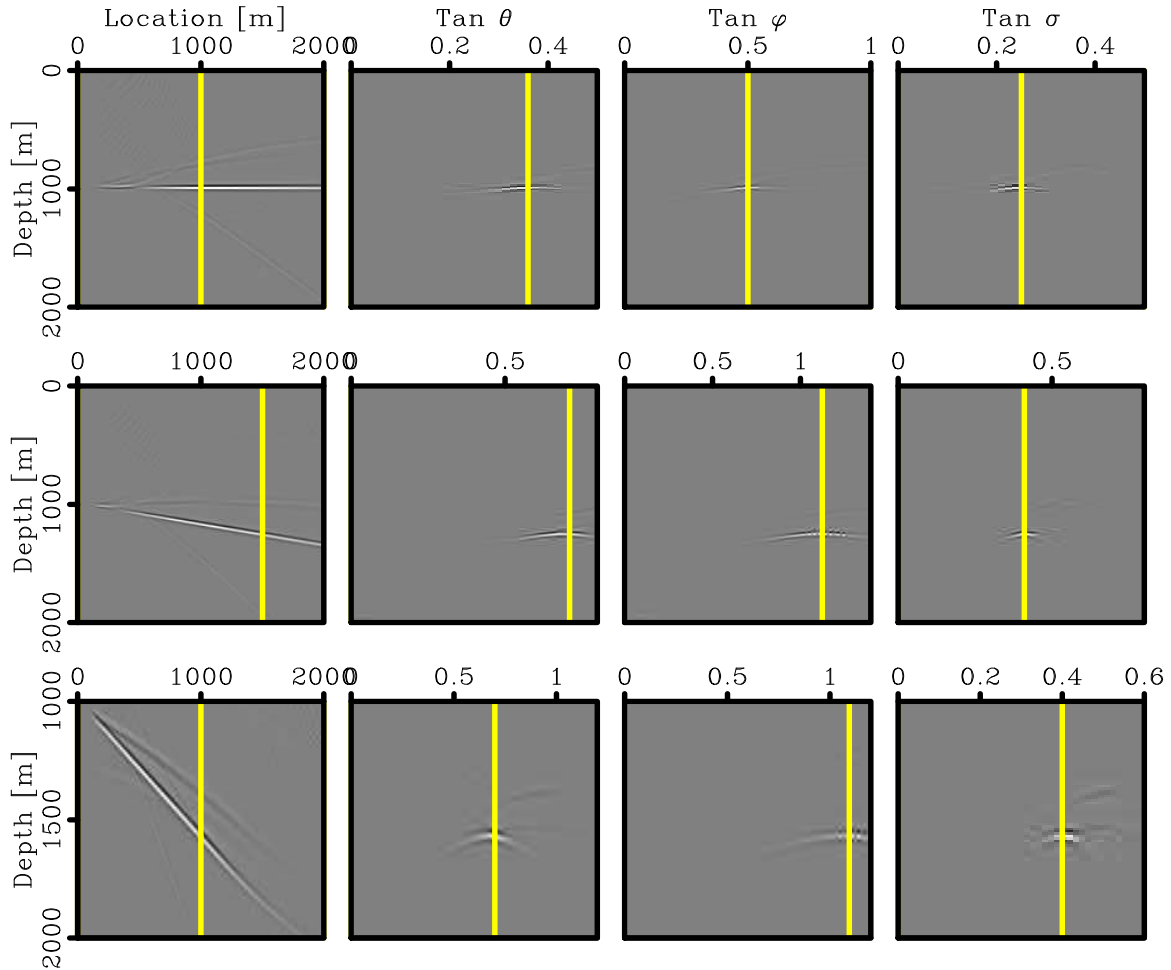 Location [m] Tan θ Tan φ Tan σ
0 1000 2000 0 0.2 0.4 0 0.5 1 0 0.2 0.4
Depth [m]
0 1000 2000
0 1000 2000 0 0.5 0 0.5 1 0 0.5
Depth [m]
0 1000 2000
0 1000 2000 0 0.5 1 0 0.5 1 0 0.2 0.4 0.6
Depth [m]
1000 1500 2000